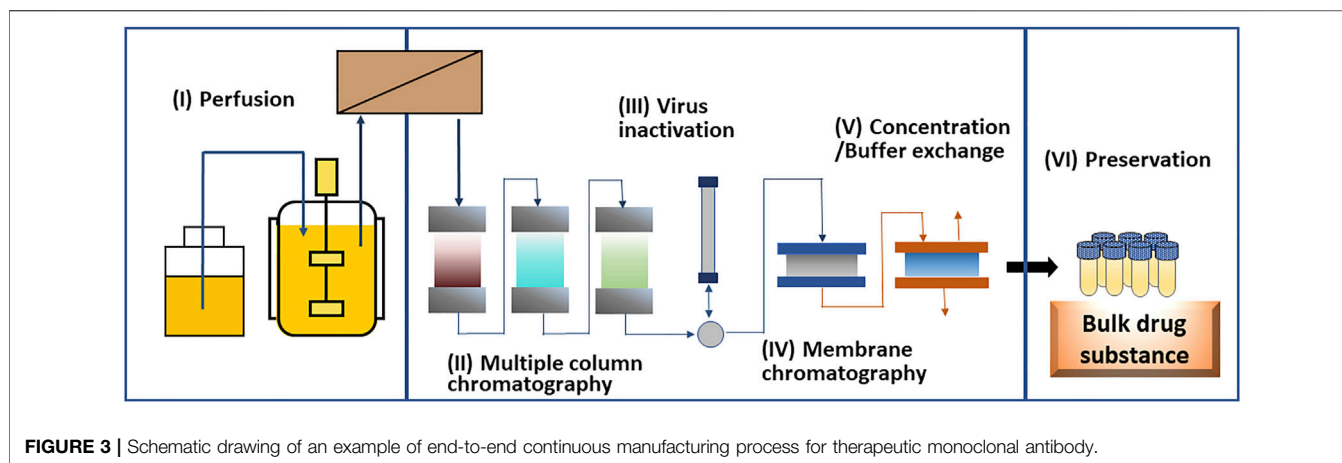 (I) Perfusion
(II) Multiple column
chromatography
(III) Virus
inactivation
(IV) Membrane
chromatography
(V) Concentration
/Buffer exchange
(VI) Preservation
Bulk drug
substance
FIGURE 3 | Schematic drawing of an example of end-to-end continuous manufacturing process for therapeutic monoclonal antibody.